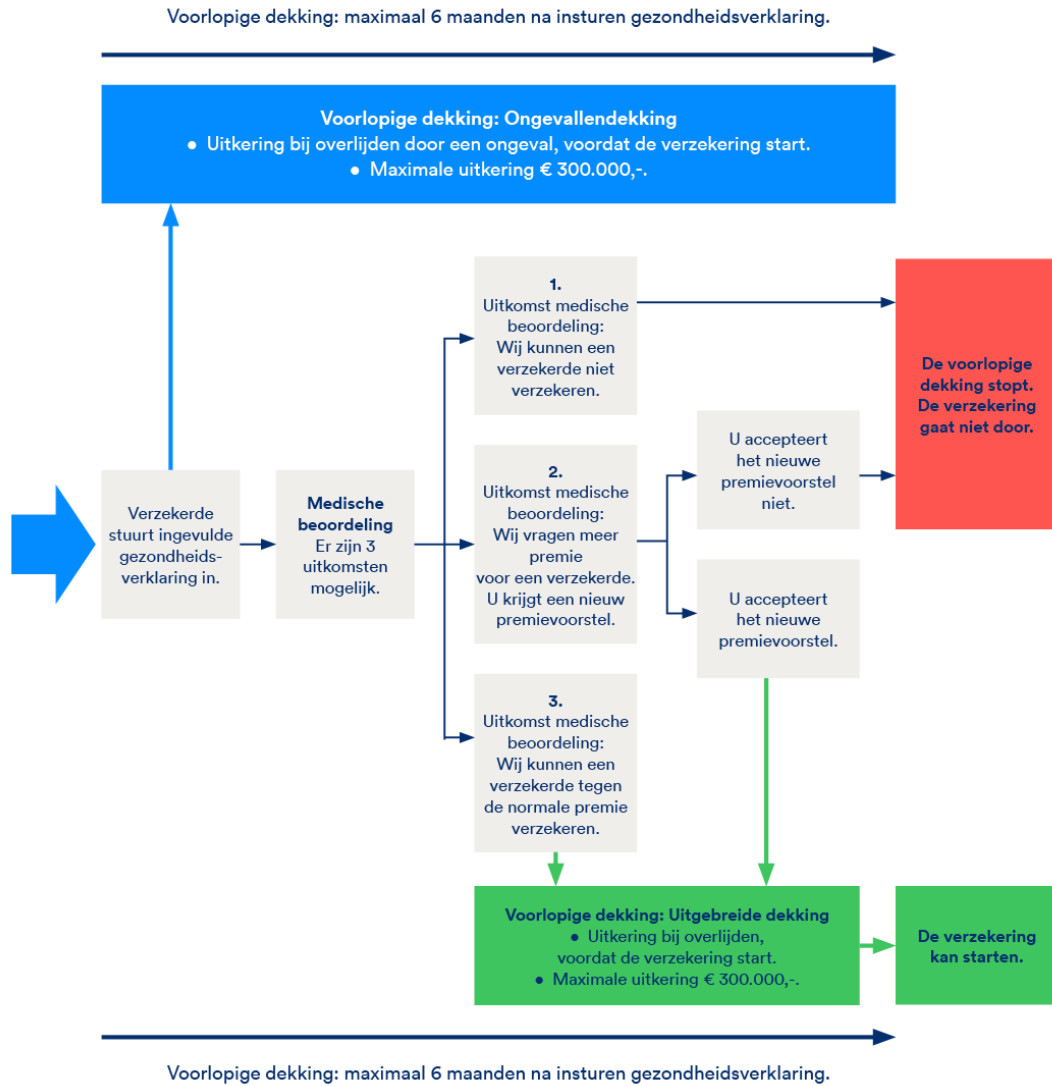 Voorlopige dekking: maximaal 6 maanden na insturen gezondheidsverklaring.
Voorlopige dekking: Ongevallendekking
● Uitkering bij overlijden door een ongeval, voordat de verzekering start.
● Maximale uitkering € 300.000,-.
Verzekerde
stuurt ingevulde
gezondheids-
verklaring in.
Medische
beoordeling
Er zijn 3
uitkomsten
mogelijk.
1.
Uitkomst medische
beoordeling:
Wij kunnen een
verzekerde niet
verzekeren.
2.
Uitkomst medische
beoordeling:
Wij vragen meer
premie
voor een verzekerde.
U krijgt een nieuw
premievoorstel.
3.
Uitkomst medische
beoordeling:
Wij kunnen een
verzekerde tegen
de normale premie
verzekeren.
U accepteert
het nieuwe
premievoorstel
niet.
U accepteert
het nieuwe
premievoorstel.
De voorlopige
dekking stopt.
De verzekering
gaat niet door.
Voorlopige dekking: Uitgebreide dekking
● Uitkering bij overlijden,
voordat de verzekering start.
● Maximale uitkering € 300.000,-.
De verzekering
kan starten.
Voorlopige dekking: maximaal 6 maanden na insturen gezondheidsverklaring.